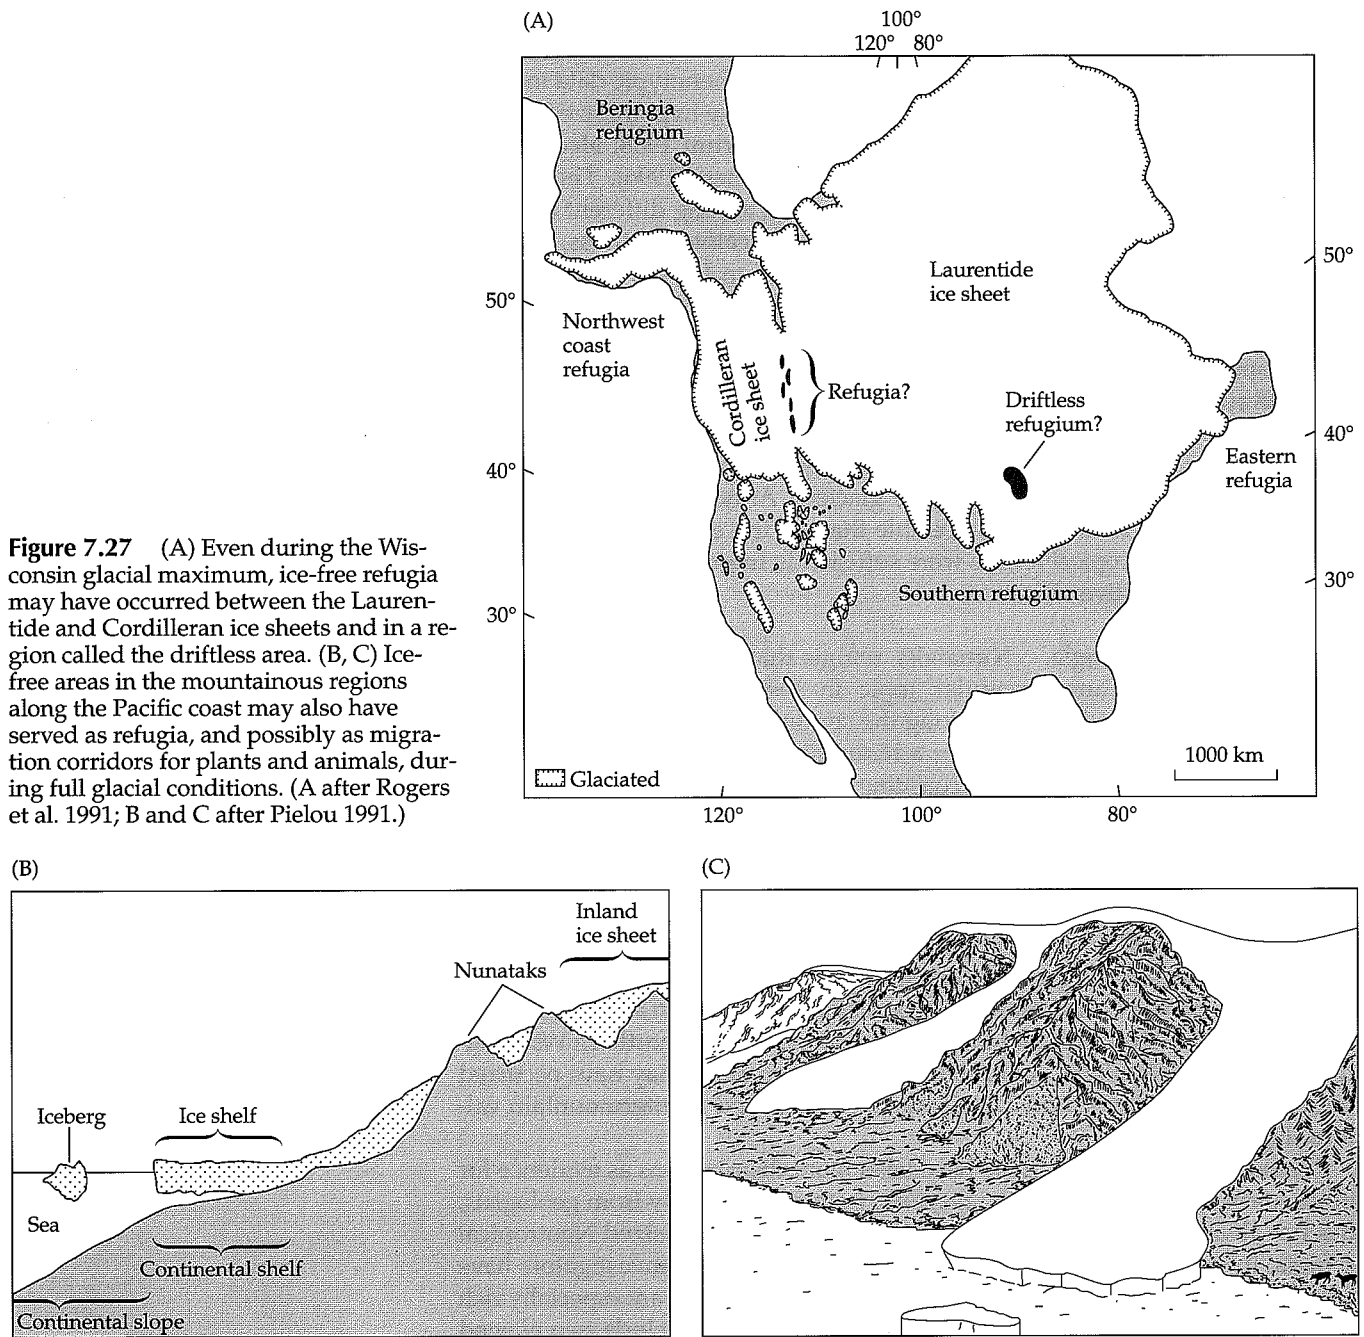 (A)
100°
120° 80°
Beringia
refugium
50°
Laurentide
ice sheet
50°
Northwest
coast
refugia
Cordilleran
ice sheet
Refugia?
Driftless
refugium?
40°
Eastern
refugia
40°
30°
Southern refugium
30°
1000 km
Glaciated
120° 100° 80°
Figure 7.27 (A) Even during the Wis-
consin glacial maximum, ice-free refugia
may have occurred between the Lauren-
tide and Cordilleran ice sheets and in a re-
gion called the driftless area. (B, C) Ice-
free areas in the mountainous regions
along the Pacific coast may also have
served as refugia, and possibly as migra-
tion corridors for plants and animals, dur-
ing full glacial conditions. (A after Rogers
et al. 1991; B and C after Pielou 1991.)
(B)
Inland
ice sheet
Nunataks
Iceberg
Ice shelf
Sea
Continental shelf
Continental slope
(C)